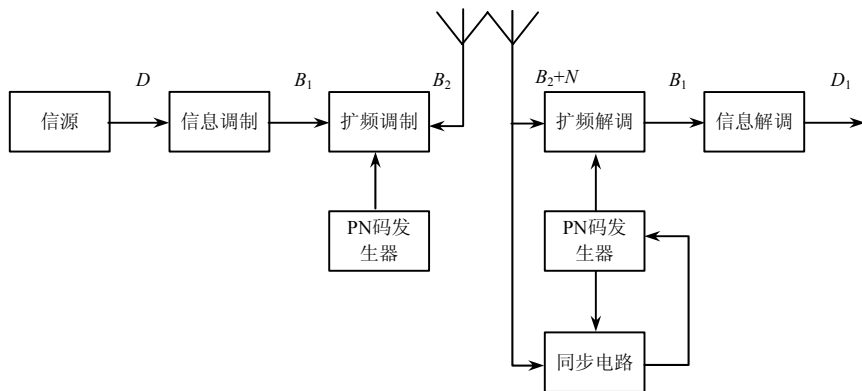 D
B₁
B₂
B₂+N
B₁
D₁
信源
信息调制
扩频调制
扩频解调
信息解调
PN码发
生器
PN码发
生器
同步电路